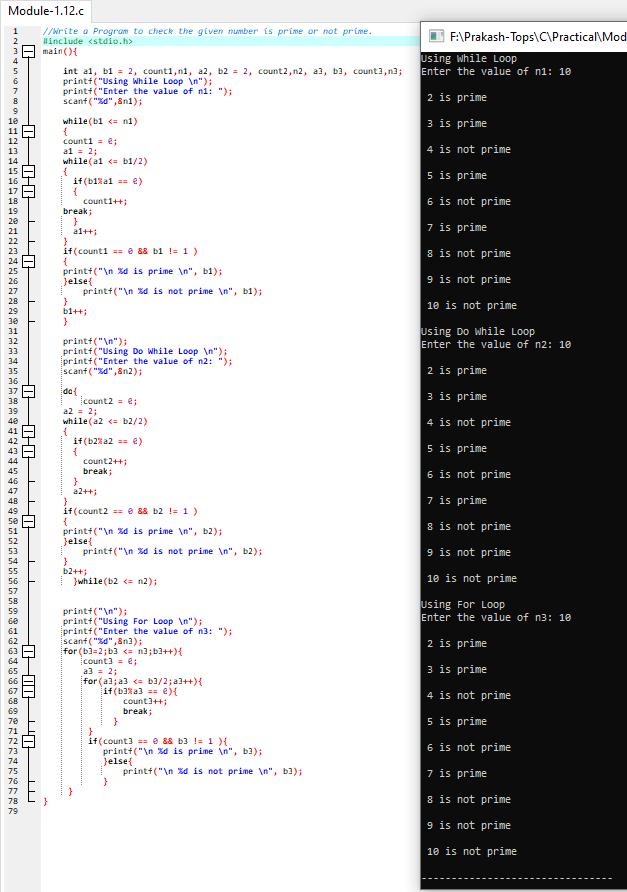 Module-1.12.c
1 //Write a Program to check the given number is prime or not prime.
2 #include <stdio.h>
3 main(){
4
5 int a1, b1 = 2, count1,n1, a2, b2 = 2, count2,n2, a3, b3, count3,n3;
6 printf("Using While Loop \n");
7 printf("Enter the value of n1: ");
8 scanf("%d",&n1);
9
10 while(b1 <= n1)
11 {
12 count1 = 0;
13 a1 = 2;
14 while(a1 <= b1/2)
15 {
16 if(b1%a1 == 0)
17 {
18 count1++;
19 break;
20 }
21 a1++;
22 }
23 if(count1 == 0 && b1 != 1 )
24 {
25 printf("\n %d is prime \n", b1);
26 }else{
27 printf("\n %d is not prime \n", b1);
28 }
29 b1++;
30 }
31
32 printf("\n");
33 printf("Using Do While Loop \n");
34 printf("Enter the value of n2: ");
35 scanf("%d",&n2);
36
37 do{
38 count2 = 0;
39 a2 = 2;
40 while(a2 <= b2/2)
41 {
42 if(b2%a2 == 0)
43 {
44 count2++;
45 break;
46 }
47 a2++;
48 }
49 if(count2 == 0 && b2 != 1 )
50 {
51 printf("\n %d is prime \n", b2);
52 }else{
53 printf("\n %d is not prime \n", b2);
54 }
55 b2++;
56 }while(b2 <= n2);
57
58
59 printf("\n");
60 printf("Using For Loop \n");
61 printf("Enter the value of n3: ");
62 scanf("%d",&n3);
63 for(b3=2;b3 <= n3;b3++){
64 count3 = 0;
65 a3 = 2;
66 for(a3;a3 <= b3/2;a3++){
67 if(b3%a3 == 0){
68 count3++;
69 break;
70 }
71 }
72 if(count3 == 0 && b3 != 1 ){
73 printf("\n %d is prime \n", b3);
74 }else{
75 printf("\n %d is not prime \n", b3);
76 }
77 }
78 }
79
F:\Prakash-Tops\C\Practical\Mod
Using While Loop
Enter the value of n1: 10
2 is prime
3 is prime
4 is not prime
5 is prime
6 is not prime
7 is prime
8 is not prime
9 is not prime
10 is not prime
Using Do While Loop
Enter the value of n2: 10
2 is prime
3 is prime
4 is not prime
5 is prime
6 is not prime
7 is prime
8 is not prime
9 is not prime
10 is not prime
Using For Loop
Enter the value of n3: 10
2 is prime
3 is prime
4 is not prime
5 is prime
6 is not prime
7 is prime
8 is not prime
9 is not prime
10 is not prime
--------------------------------